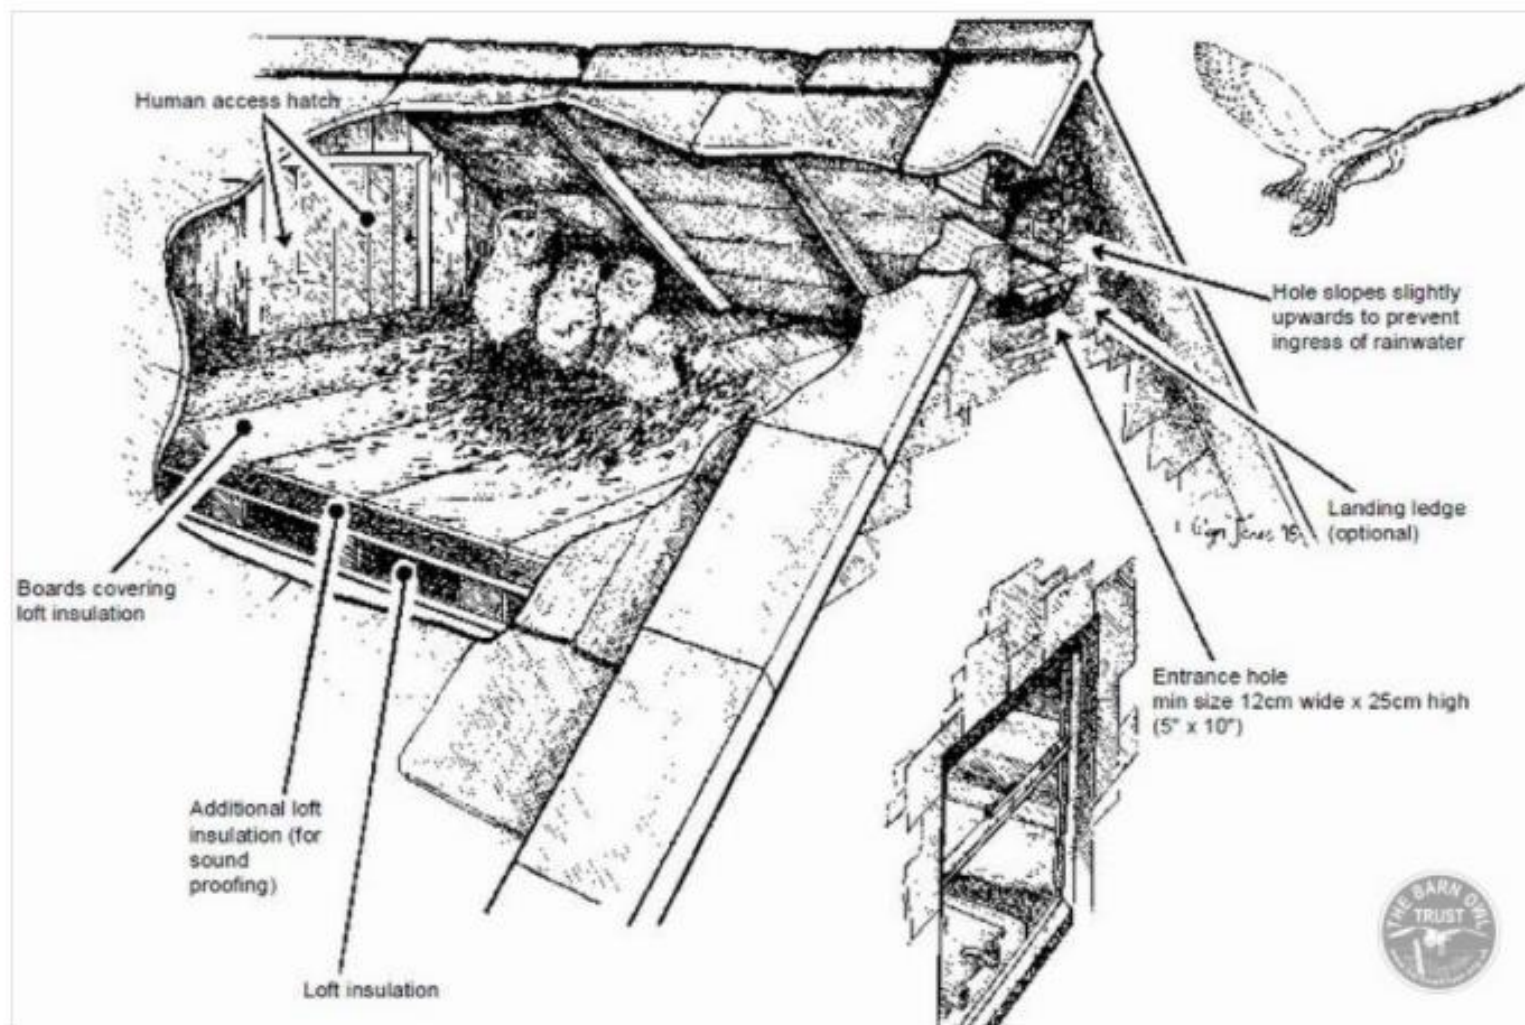 Human access hatch
Hole slopes slightly
upwards to prevent
ingress of rainwater
Landing ledge
(optional)
Boards covering
loft insulation
Entrance hole
min size 12cm wide x 25cm high
(5" x 10")
Additional loft
insulation (for
sound
proofing)
Loft insulation
THE BARN OWL
TRUST